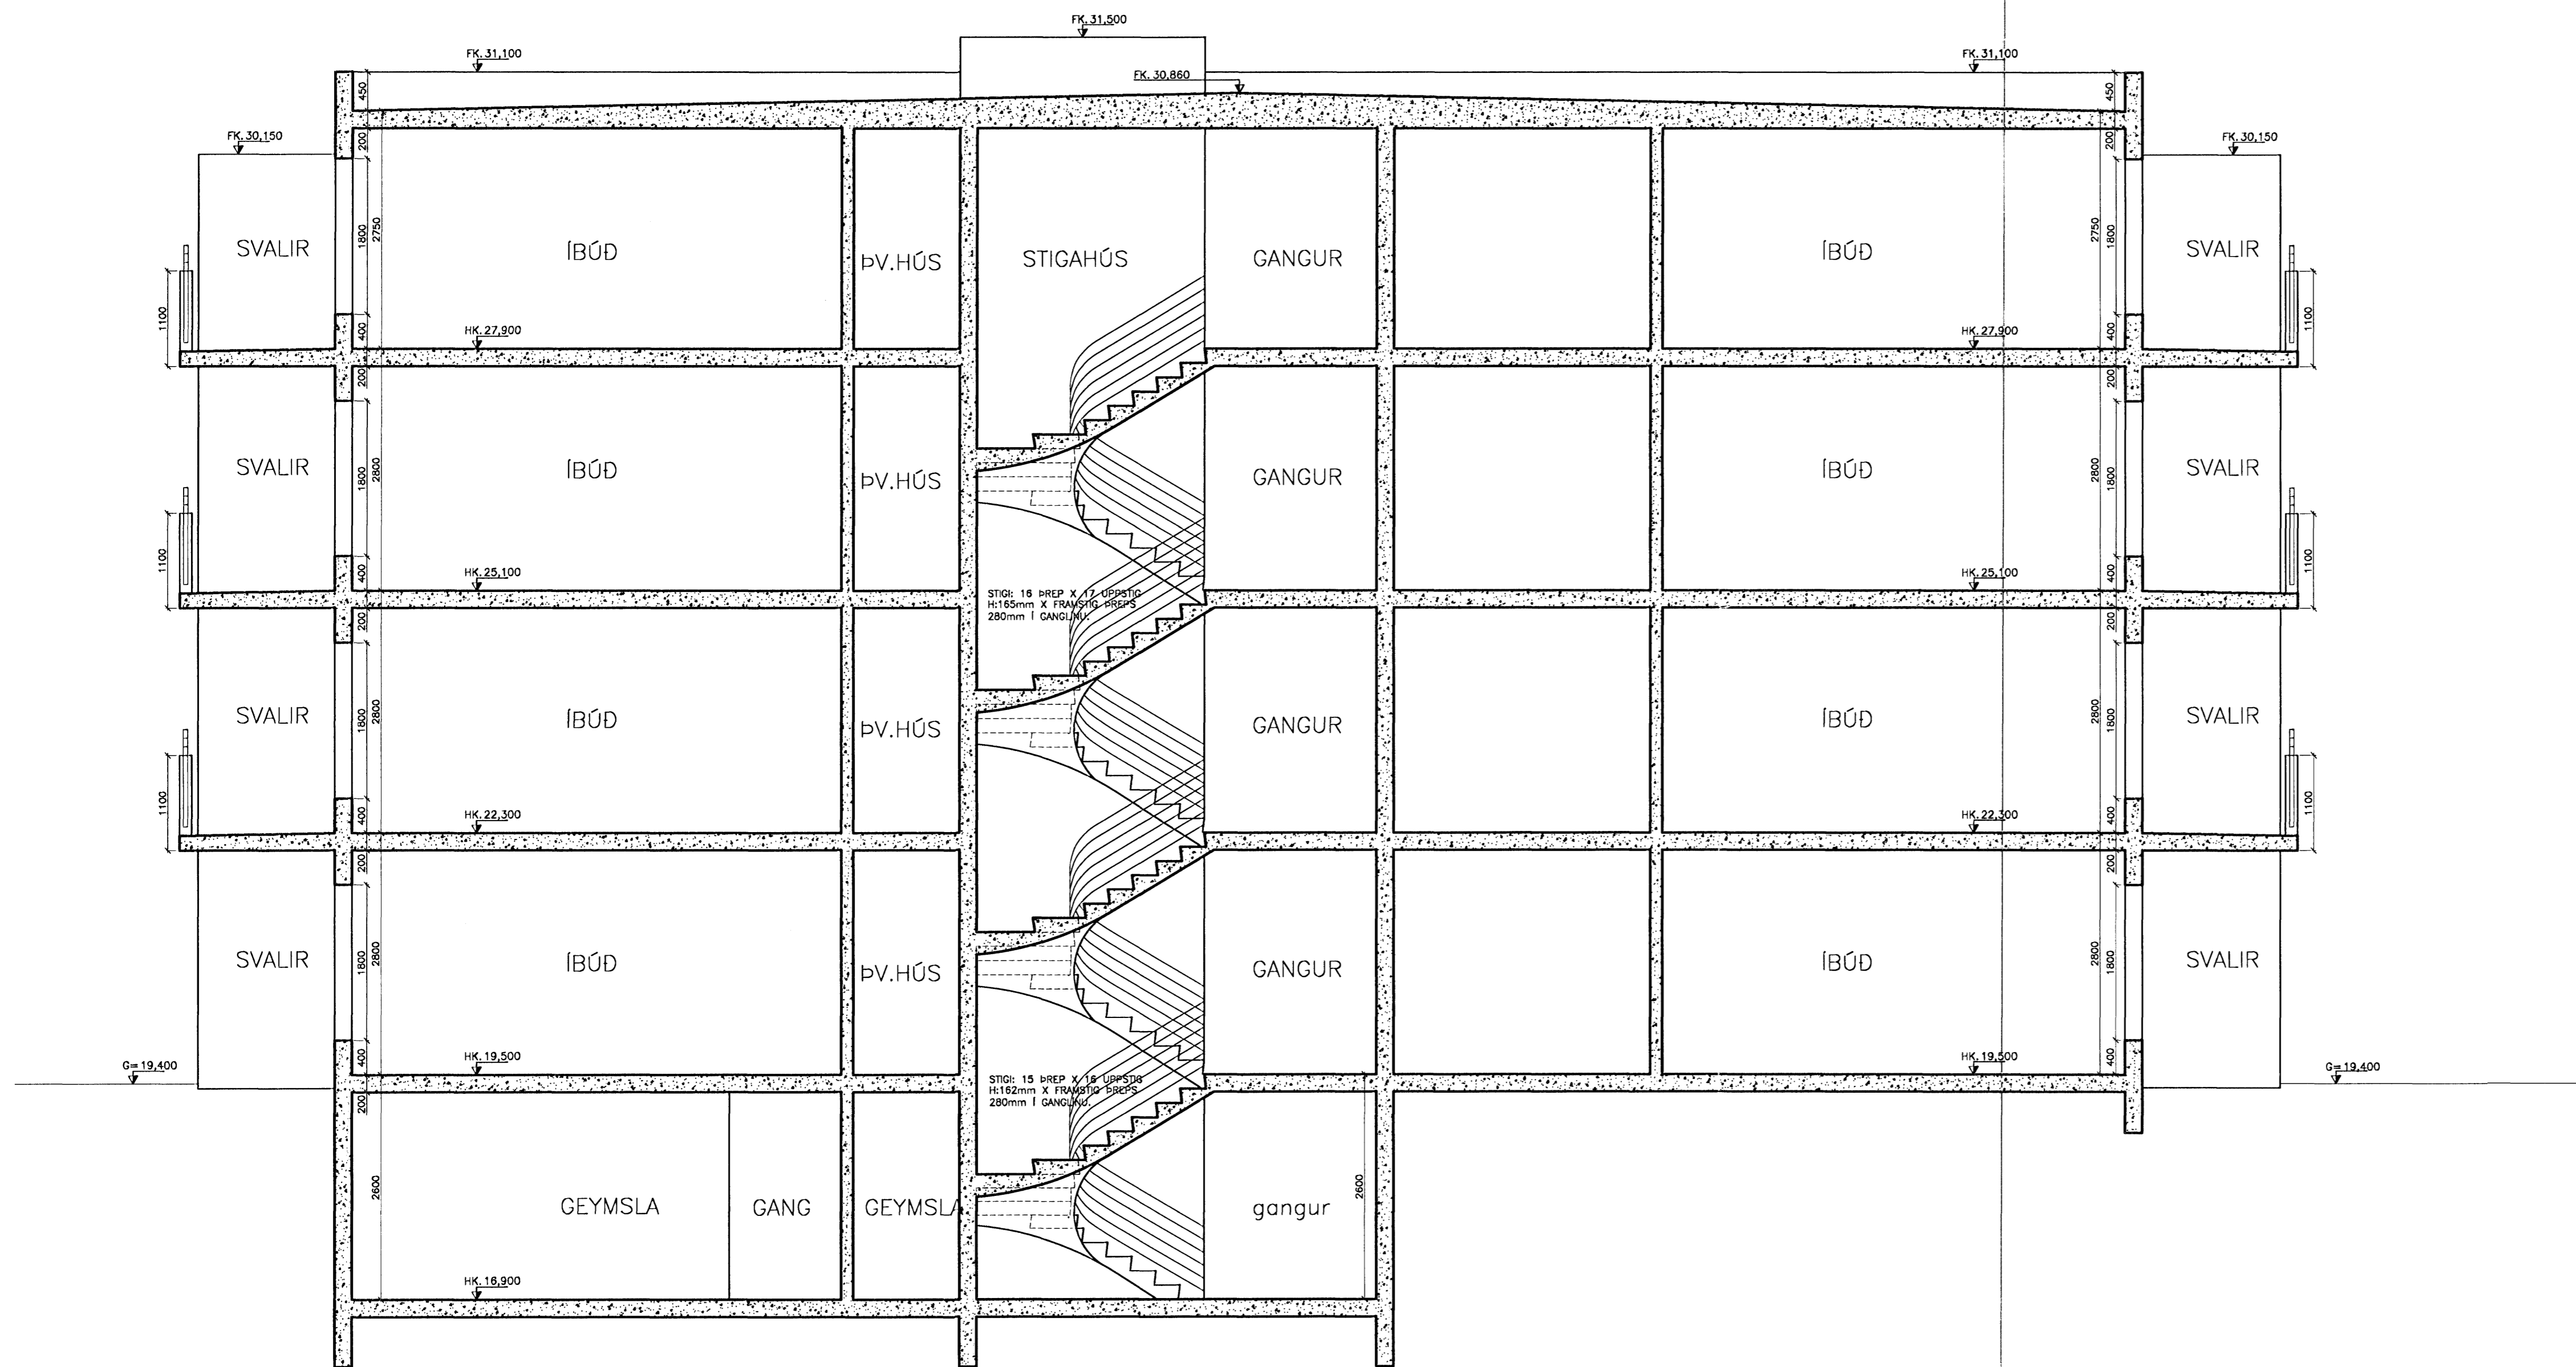 FK. 31,500
FK. 31,100
FK. 31,100
FK. 30,860
450
450
FK. 30,150
FK. 30,150
200
200
SVALIR
1800
2750
ÍBÚÐ
ÞV.HÚS
STIGAHÚS
GANGUR
ÍBÚÐ
2750
1800
SVALIR
1100
1100
400
HK. 27,900
HK. 27,900
400
200
200
SVALIR
1800
2800
ÍBÚÐ
ÞV.HÚS
GANGUR
ÍBÚÐ
2800
1800
SVALIR
1100
1100
400
HK. 25,100
HK. 25,100
400
STIGI: 16 ÞREP X 17 UPPSTIG
H:165mm X FRAMSTIG ÞREPS
280mm Í GANGLÍNU.
200
200
SVALIR
1800
2800
ÍBÚÐ
ÞV.HÚS
GANGUR
ÍBÚÐ
2800
1800
SVALIR
1100
1100
400
HK. 22,300
HK. 22,300
400
200
200
SVALIR
1800
2800
ÍBÚÐ
ÞV.HÚS
GANGUR
ÍBÚÐ
2800
1800
SVALIR
400
HK. 19,500
HK. 19,500
400
G= 19,400
G= 19,400
STIGI: 15 ÞREP X 16 UPPSTIG
H:162mm X FRAMSTIG ÞREPS
280mm Í GANGLÍNU.
200
2600
GEYMSLA
GANG
GEYMSLA
gangur
2600
HK. 16,900